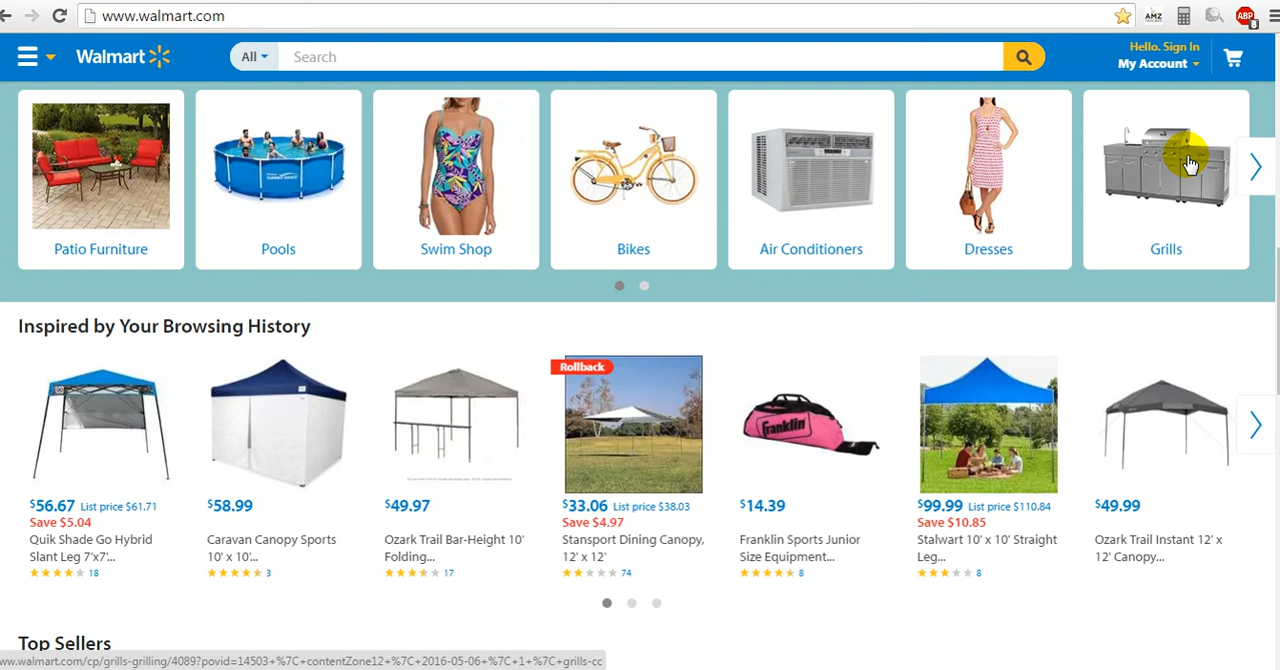 www.walmart.com
AMZ
ABP
8
Walmart
All
Search
Hello. Sign In
My Account
Patio Furniture
Pools
Swim Shop
Bikes
Air Conditioners
Dresses
Grills
Inspired by Your Browsing History
Rollback
Franklin
$56.67 List price $61.71
Save $5.04
Quik Shade Go Hybrid
Slant Leg 7'x7'...
18
$58.99
Caravan Canopy Sports
10' x 10'...
3
$49.97
Ozark Trail Bar-Height 10'
Folding...
17
$33.06 List price $38.03
Save $4.97
Stansport Dining Canopy,
12' x 12'
74
$14.39
Franklin Sports Junior
Size Equipment...
8
$99.99 List price $110.84
Save $10.85
Stalwart 10' x 10' Straight
Leg...
8
$49.99
Ozark Trail Instant 12' x
12' Canopy...
Top Sellers
www.walmart.com/cp/grills-grilling/4089?povid=14503+%7C+contentZone12+%7C+2016-05-06+%7C+1+%7C+grills-cc